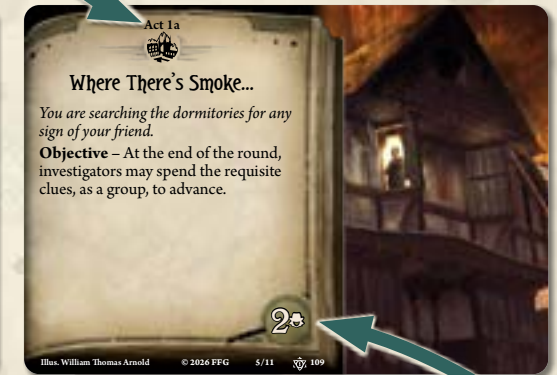 Act 1a
Where There's Smoke...
You are searching the dormitories for any
sign of your friend.
Objective – At the end of the round,
investigators may spend the requisite
clues, as a group, to advance.
2
Illus. William Thomas Arnold © 2026 FFG 5/11 109